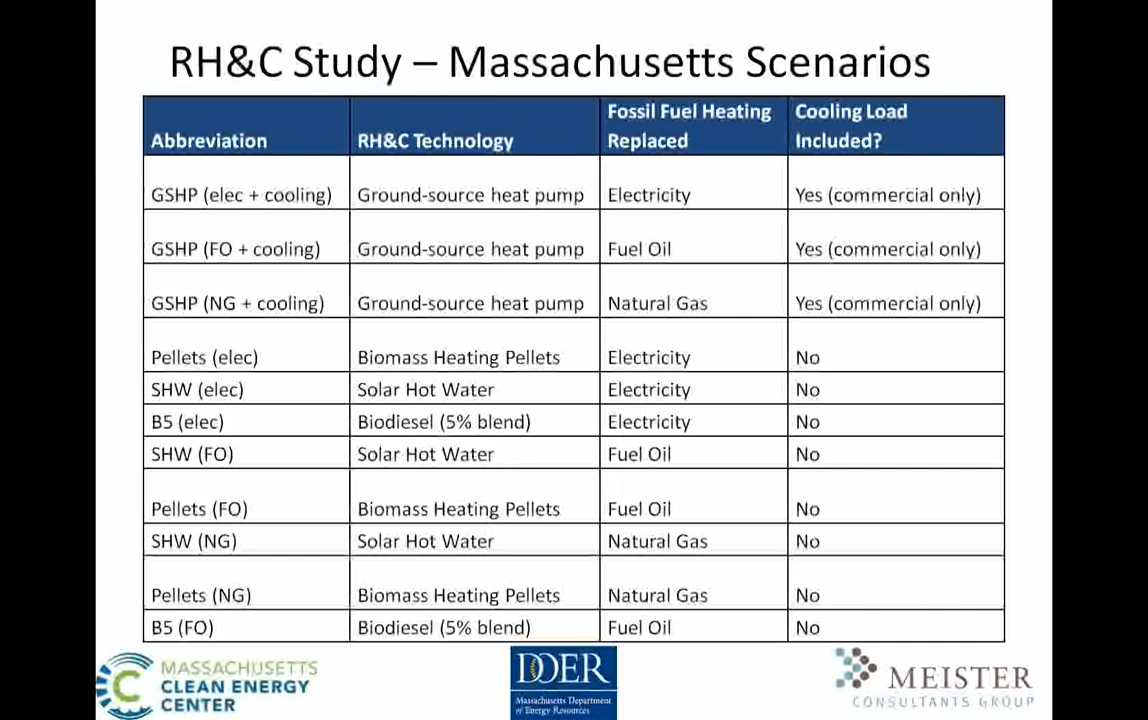 RH&C Study – Massachusetts Scenarios
Abbreviation RH&C Technology Fossil Fuel Heating Replaced Cooling Load Included?
GSHP (elec + cooling) Ground-source heat pump Electricity Yes (commercial only)
GSHP (FO + cooling) Ground-source heat pump Fuel Oil Yes (commercial only)
GSHP (NG + cooling) Ground-source heat pump Natural Gas Yes (commercial only)
Pellets (elec) Biomass Heating Pellets Electricity No
SHW (elec) Solar Hot Water Electricity No
B5 (elec) Biodiesel (5% blend) Electricity No
SHW (FO) Solar Hot Water Fuel Oil No
Pellets (FO) Biomass Heating Pellets Fuel Oil No
SHW (NG) Solar Hot Water Natural Gas No
Pellets (NG) Biomass Heating Pellets Natural Gas No
B5 (FO) Biodiesel (5% blend) Fuel Oil No
MASSACHUSETTS
CLEAN ENERGY
CENTER
DOER
Massachusetts Department
of Energy Resources
MEISTER
CONSULTANTS GROUP